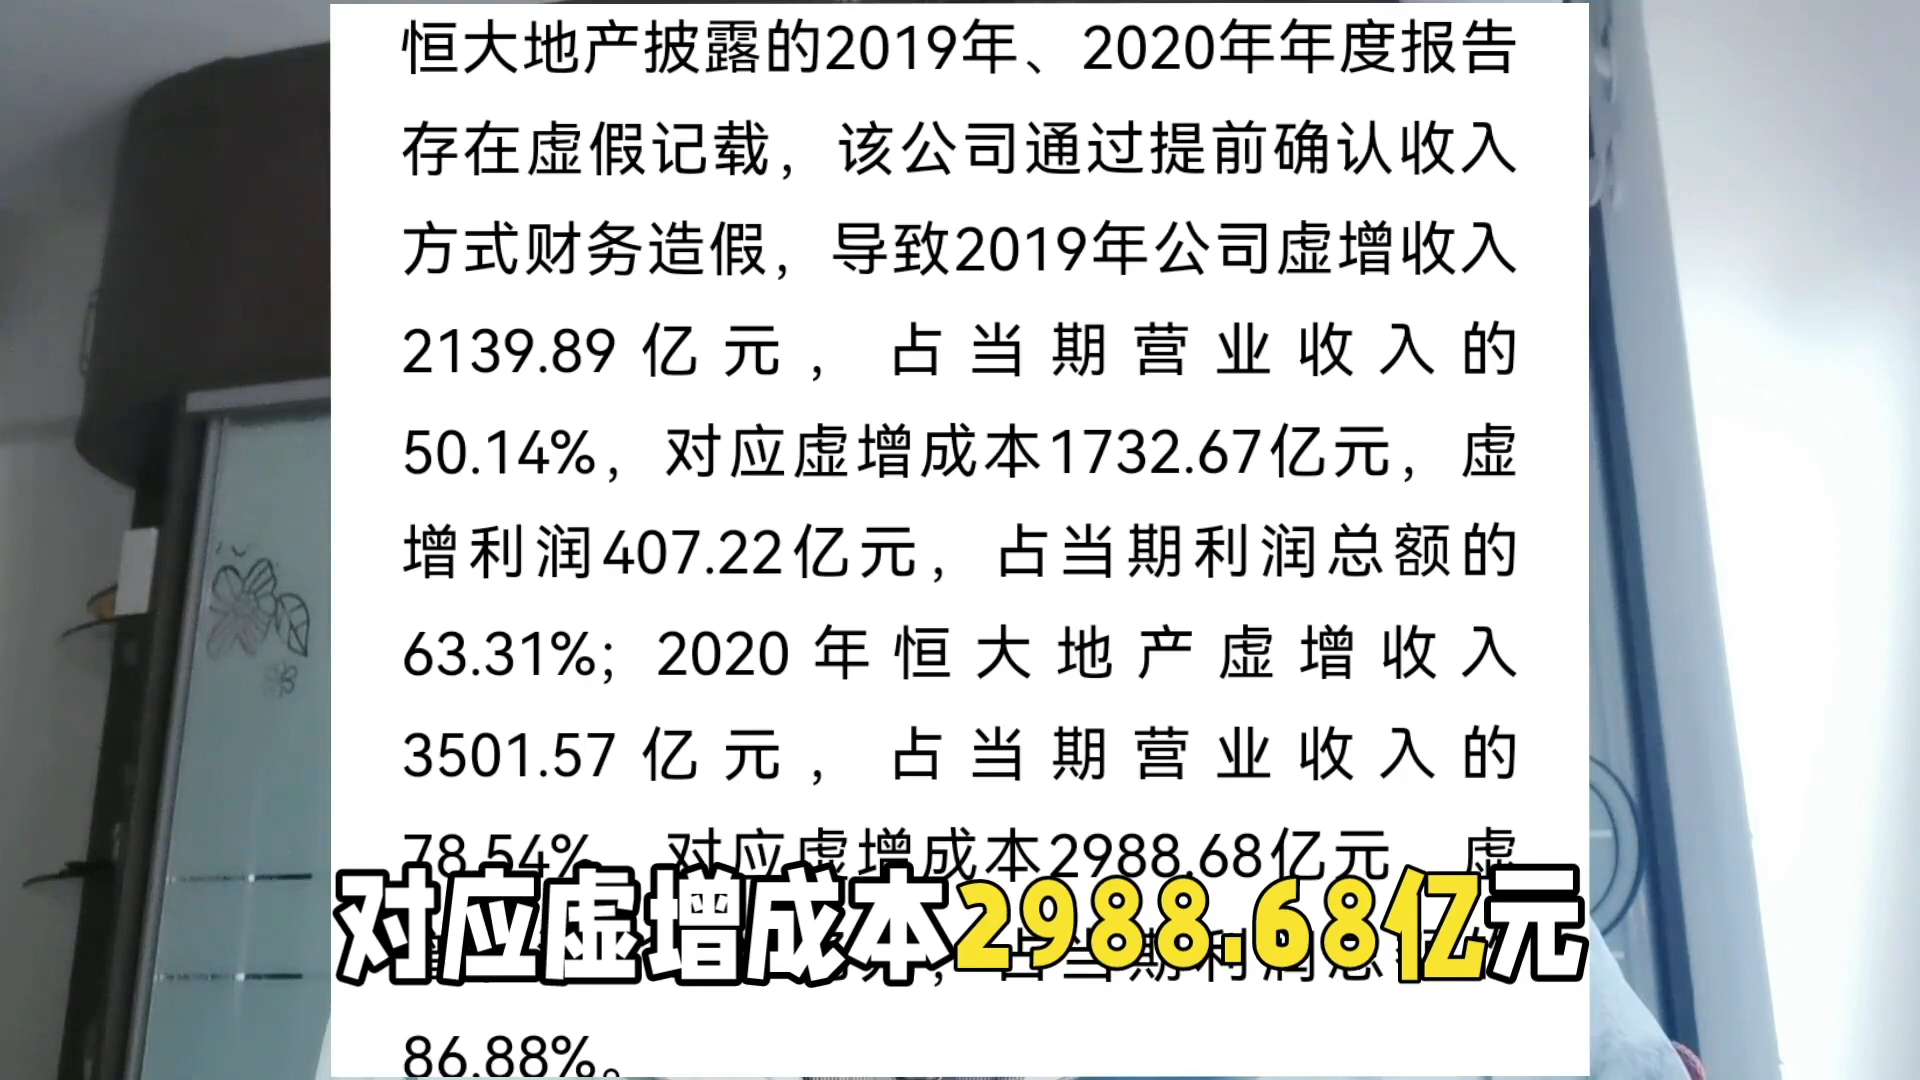 恒大地产披露的2019年、2020年年度报告
存在虚假记载，该公司通过提前确认收入
方式财务造假，导致2019年公司虚增收入
2139.89亿元，占当期营业收入的
50.14%，对应虚增成本1732.67亿元，虚
增利润407.22亿元，占当期利润总额的
63.31%；2020年恒大地产虚增收入
3501.57亿元，占当期营业收入的
78.54%，对应虚增成本2988.68亿元，虚
对应虚增成本2988.68亿元
占当期利润总
86.88%。